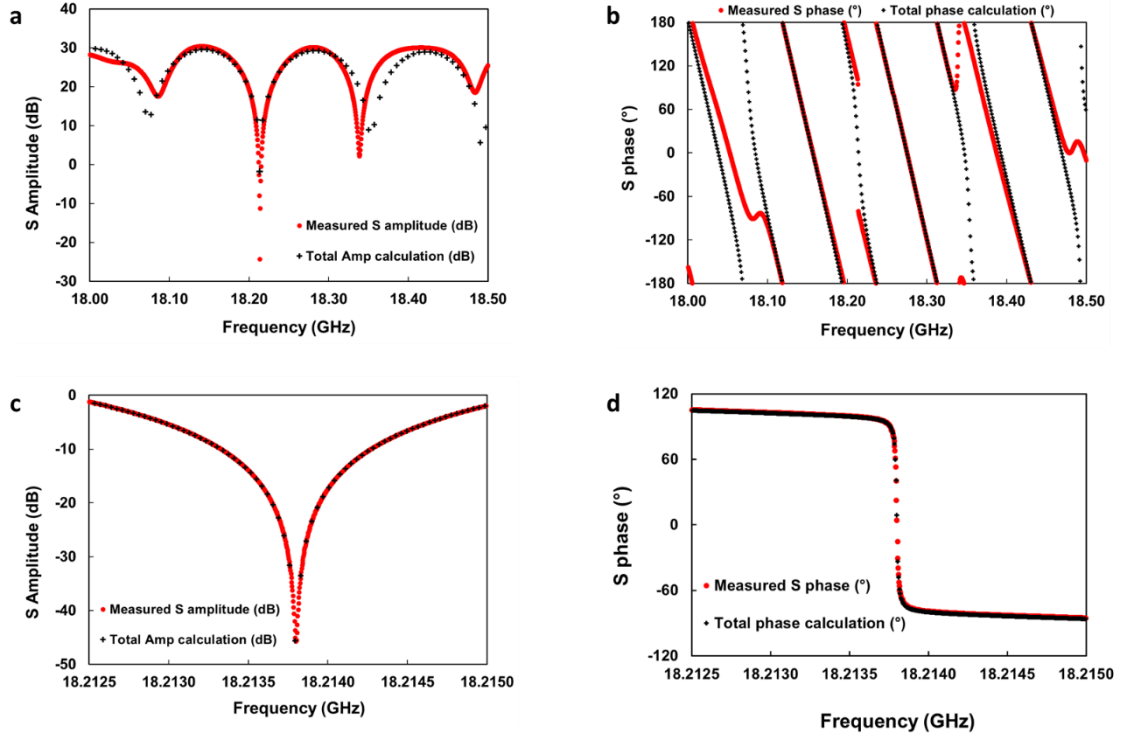 a
40
30
20
10
0
10
20
30
S Amplitude (dB)
Measured S amplitude (dB)
Total Amp calculation (dB)
18.00 18.10 18.20 18.30 18.40 18.50
Frequency (GHz)
b
Measured S phase (°) Total phase calculation (°)
180
120
60
0
-60
-120
-180
S phase (°)
18.00 18.10 18.20 18.30 18.40 18.50
Frequency (GHz)
c
0
-10
-20
-30
-40
-50
S Amplitude (dB)
Measured S amplitude (dB)
Total Amp calculation (dB)
18.2125 18.2130 18.2135 18.2140 18.2145 18.2150
Frequency (GHz)
d
120
60
0
-60
-120
S phase (°)
Measured S phase (°)
Total phase calculation (°)
18.2125 18.2130 18.2135 18.2140 18.2145 18.2150
Frequency (GHz)